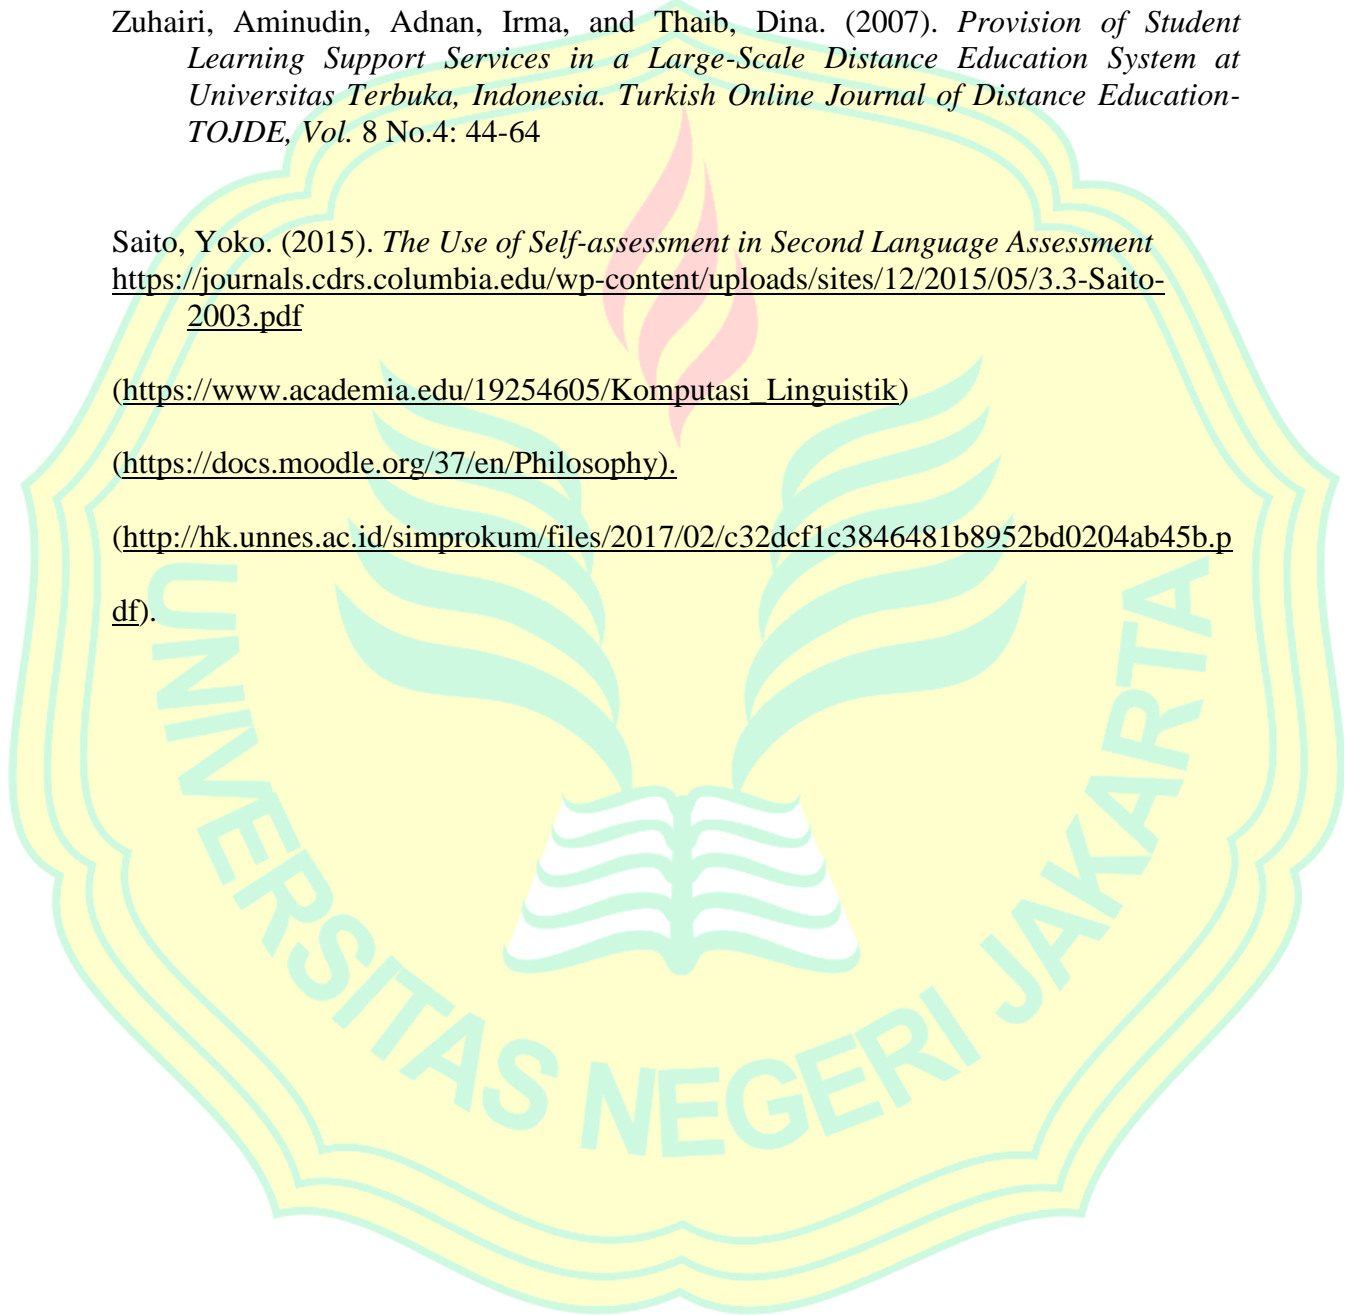 Zuhairi, Aminudin, Adnan, Irma, and Thaib, Dina. (2007). Provision of Student
Learning Support Services in a Large-Scale Distance Education System at
Universitas Terbuka, Indonesia. Turkish Online Journal of Distance Education-
TOJDE, Vol. 8 No.4: 44-64
Saito, Yoko. (2015). The Use of Self-assessment in Second Language Assessment
https://journals.cdrs.columbia.edu/wp-content/uploads/sites/12/2015/05/3.3-Saito-
2003.pdf
(https://www.academia.edu/19254605/Komputasi_Linguistik)
(https://docs.moodle.org/37/en/Philosophy).
(http://hk.unnes.ac.id/simprokum/files/2017/02/c32dcf1c3846481b8952bd0204ab45b.p
df).
UNIVERSITAS NEGERI JAKARTA